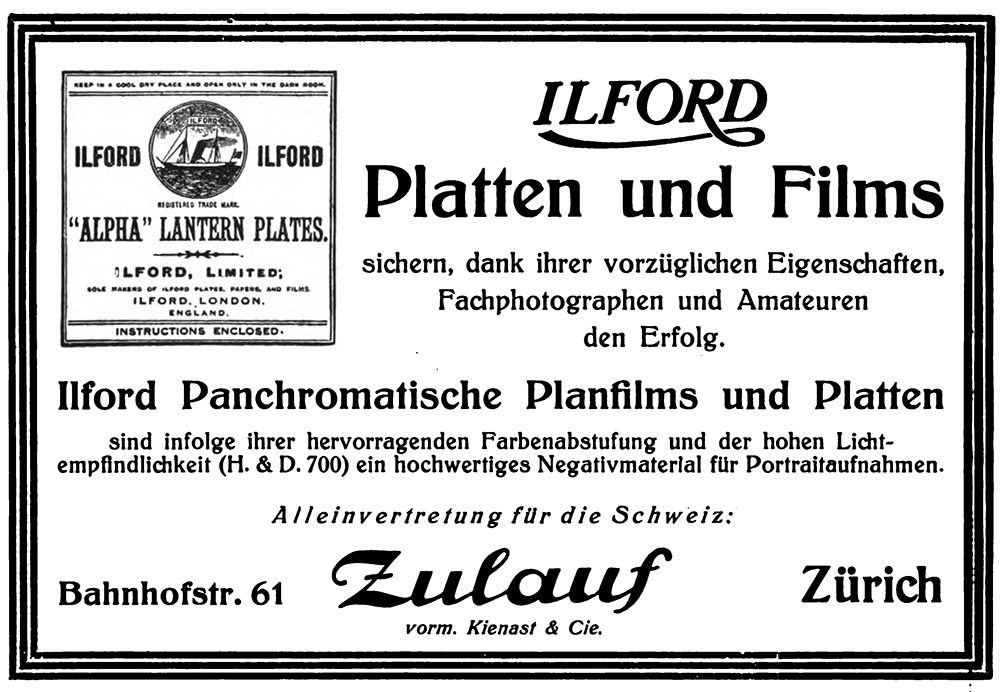 KEEP IN A COOL DRY PLACE AND OPEN ONLY IN THE DARK ROOM.
ILFORD
ILFORD
ILFORD
REGISTERED TRADE MARK.
"ALPHA" LANTERN PLATES.
ILFORD, LIMITED;
SOLE MAKERS OF ILFORD PLATES, PAPERS, AND FILMS.
ILFORD, LONDON.
ENGLAND.
INSTRUCTIONS ENCLOSED.
ILFORD
Platten und Films
sichern, dank ihrer vorzüglichen Eigenschaften,
Fachphotographen und Amateuren
den Erfolg.
Ilford Panchromatische Planfilms und Platten
sind infolge ihrer hervorragenden Farbenabstufung und der hohen Licht-
empfindlichkeit (H. & D. 700) ein hochwertiges Negativmaterial für Portraitaufnahmen.
Alleinvertretung für die Schweiz:
Bahnhofstr. 61 Zulauf Zürich
vorm. Kienast & Cie.